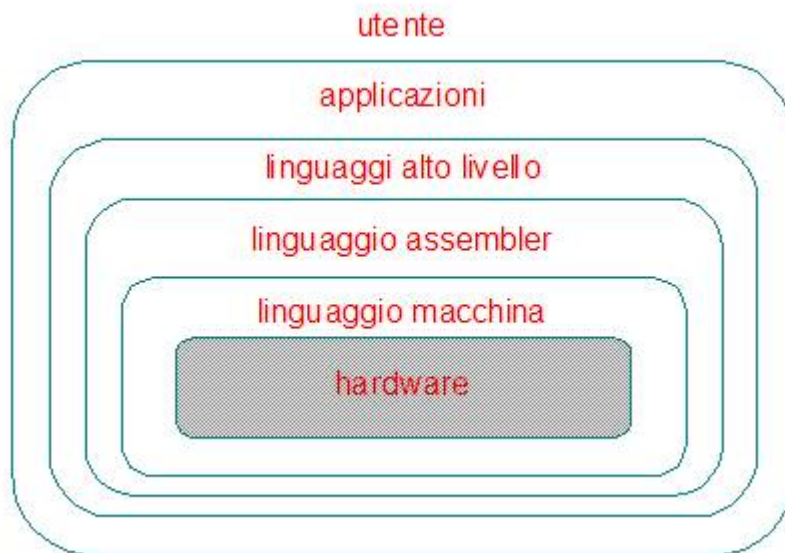 utente
applicazioni
linguaggi alto livello
linguaggio assembler
linguaggio macchina
hardware